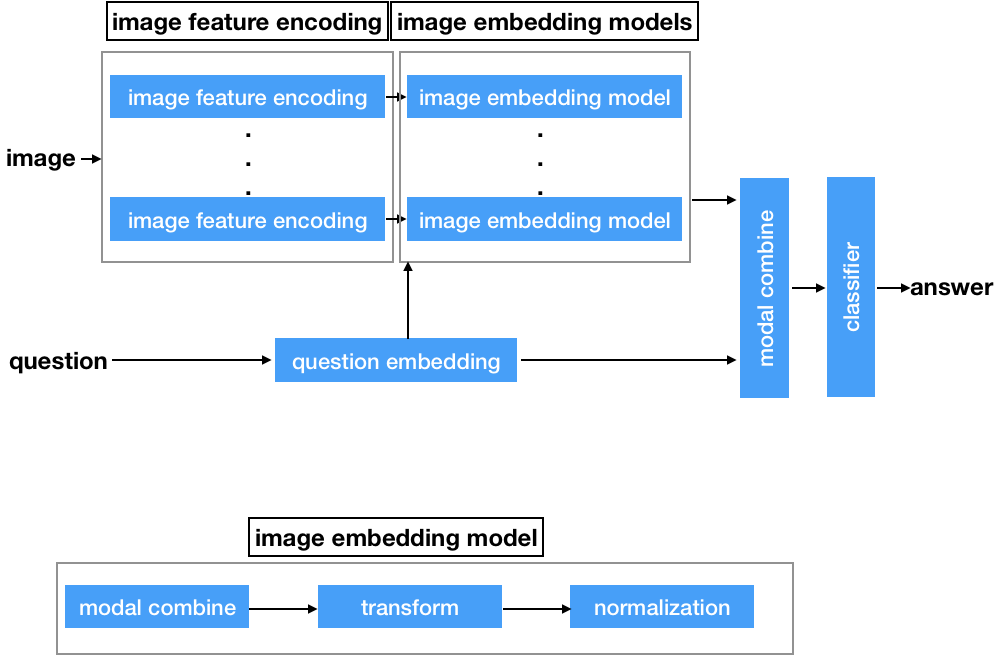 image feature encoding
image embedding models
image feature encoding
image embedding model
image
image feature encoding
image embedding model
modal combine
classifier
answer
question
question embedding
image embedding model
modal combine
transform
normalization